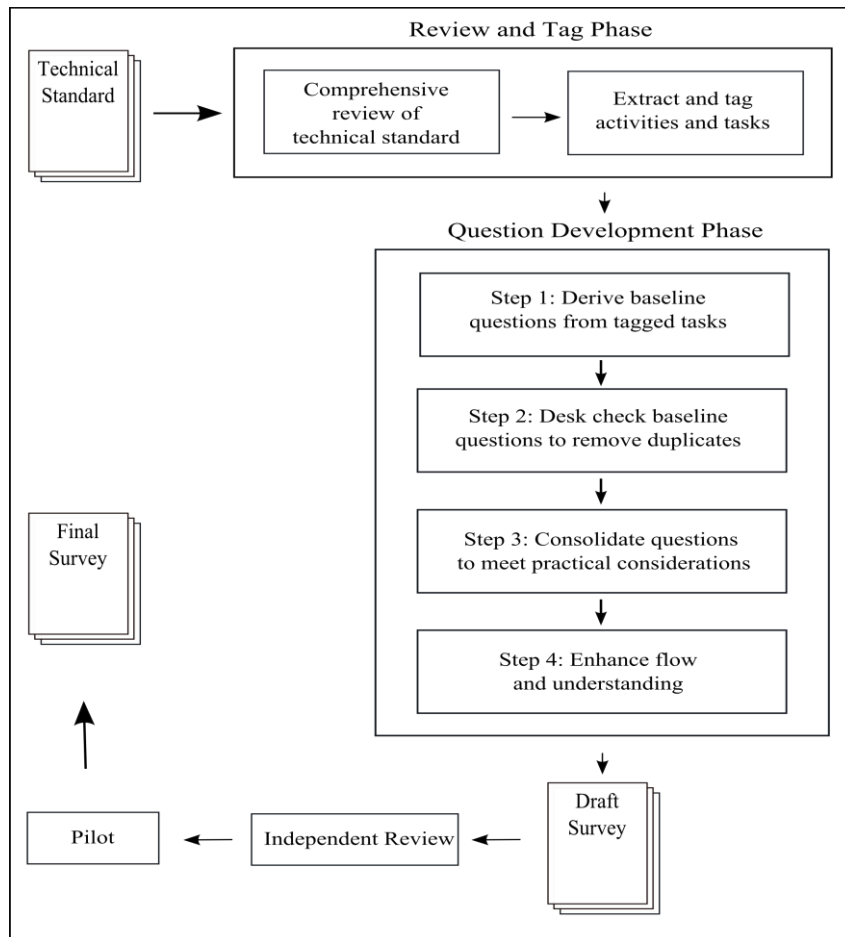 Review and Tag Phase
Technical
Standard
Comprehensive
review of
technical standard
Extract and tag
activities and tasks
Question Development Phase
Step 1: Derive baseline
questions from tagged tasks
Step 2: Desk check baseline
questions to remove duplicates
Step 3: Consolidate questions
to meet practical considerations
Step 4: Enhance flow
and understanding
Draft
Survey
Independent Review
Pilot
Final
Survey